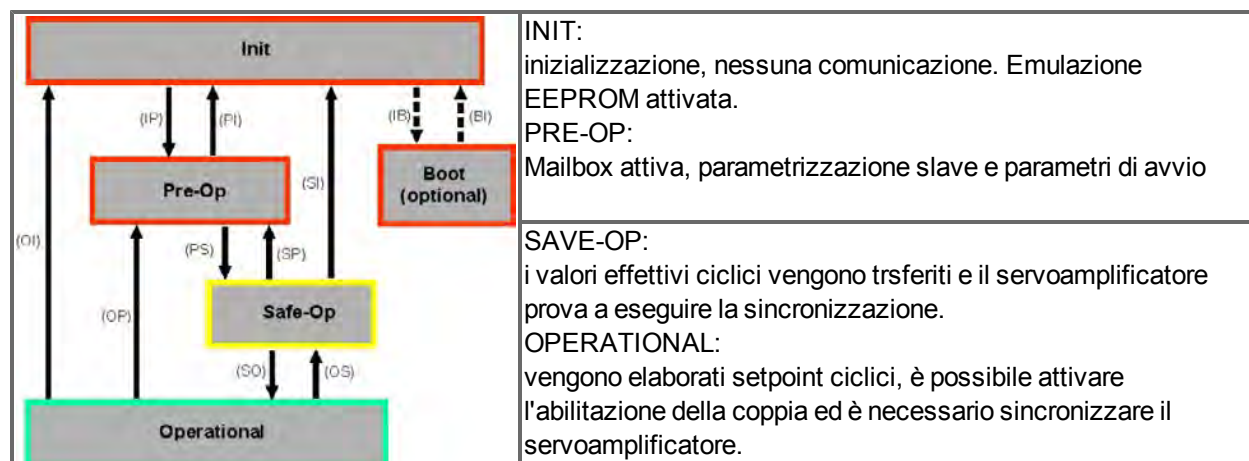 Init
(IP)
(PI)
(IB)
(BI)
Pre-Op
(SI)
Boot
(optional)
(OI)
(PS)
(SP)
(OP)
Safe-Op
(SO)
(OS)
Operational
INIT:
inizializzazione, nessuna comunicazione. Emulazione
EEPROM attivata.
PRE-OP:
Mailbox attiva, parametrizzazione slave e parametri di avvio
SAVE-OP:
i valori effettivi ciclici vengono trsferiti e il servoamplificatore
prova a eseguire la sincronizzazione.
OPERATIONAL:
vengono elaborati setpoint ciclici, è possibile attivare
l'abilitazione della coppia ed è necessario sincronizzare il
servoamplificatore.